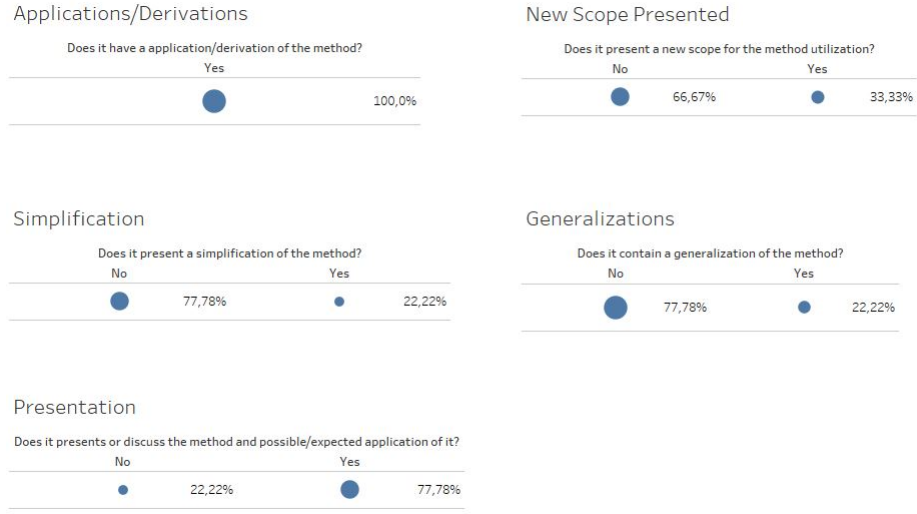 Applications/Derivations
Does it have a application/derivation of the method?
Yes
100,0%
New Scope Presented
Does it present a new scope for the method utilization?
No Yes
66,67% 33,33%
Simplification
Does it present a simplification of the method?
No Yes
77,78% 22,22%
Generalizations
Does it contain a generalization of the method?
No Yes
77,78% 22,22%
Presentation
Does it presents or discuss the method and possible/expected application of it?
No Yes
22,22% 77,78%